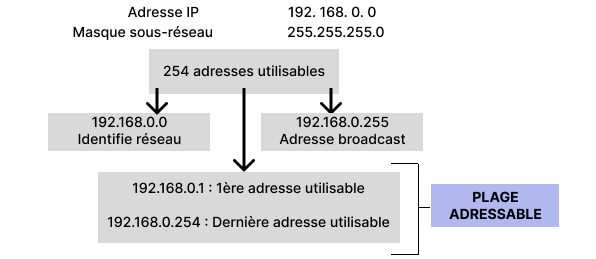 Adresse IP 192. 168. 0. 0
Masque sous-réseau 255.255.255.0
254 adresses utilisables
192.168.0.0
Identifie réseau
192.168.0.255
Adresse broadcast
192.168.0.1 : 1ère adresse utilisable
192.168.0.254 : Dernière adresse utilisable
PLAGE
ADRESSABLE